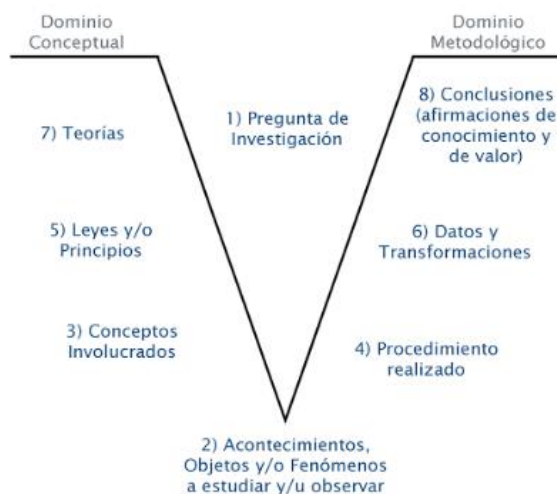 Dominio
Conceptual
Dominio
Metodológico
1) Pregunta de
Investigación
8) Conclusiones
(afirmaciones de
conocimiento y
de valor)
7) Teorías
5) Leyes y/o
Principios
6) Datos y
Transformaciones
3) Conceptos
Involucrados
4) Procedimiento
realizado
2) Acontecimientos,
Objetos y/o Fenómenos
a estudiar y/u observar